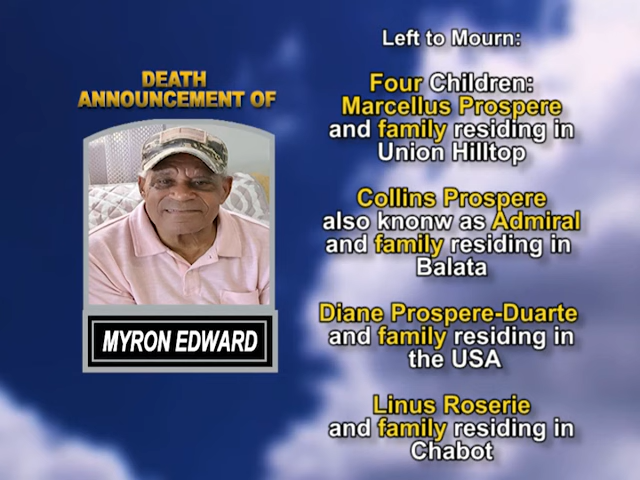 DEATH
ANNOUNCEMENT OF
MYRON EDWARD
Left to Mourn:
Four Children:
Marcellus Prospere
and family residing in
Union Hilltop
Collins Prospere
also knonw as Admiral
and family residing in
Balata
Diane Prospere-Duarte
and family residing in
the USA
Linus Roserie
and family residing in
Chabot